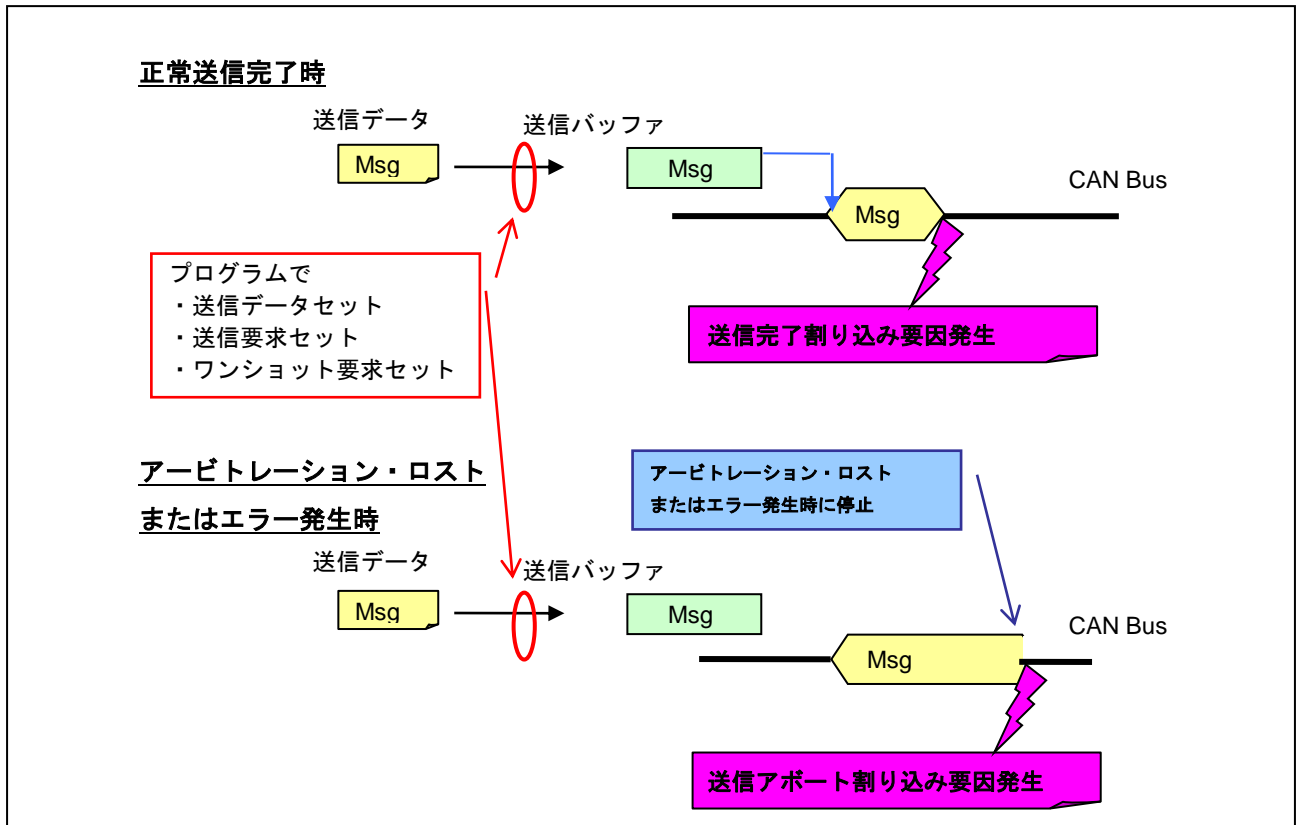 正常送信完了時
送信データ
送信バッファ
Msg
Msg
CAN Bus
Msg
プログラムで
・送信データセット
・送信要求セット
・ワンショット要求セット
送信完了割り込み要因発生
アービトレーション・ロスト
またはエラー発生時
アービトレーション・ロスト
またはエラー発生時に停止
送信データ
送信バッファ
Msg
Msg
CAN Bus
Msg
送信アボート割り込み要因発生